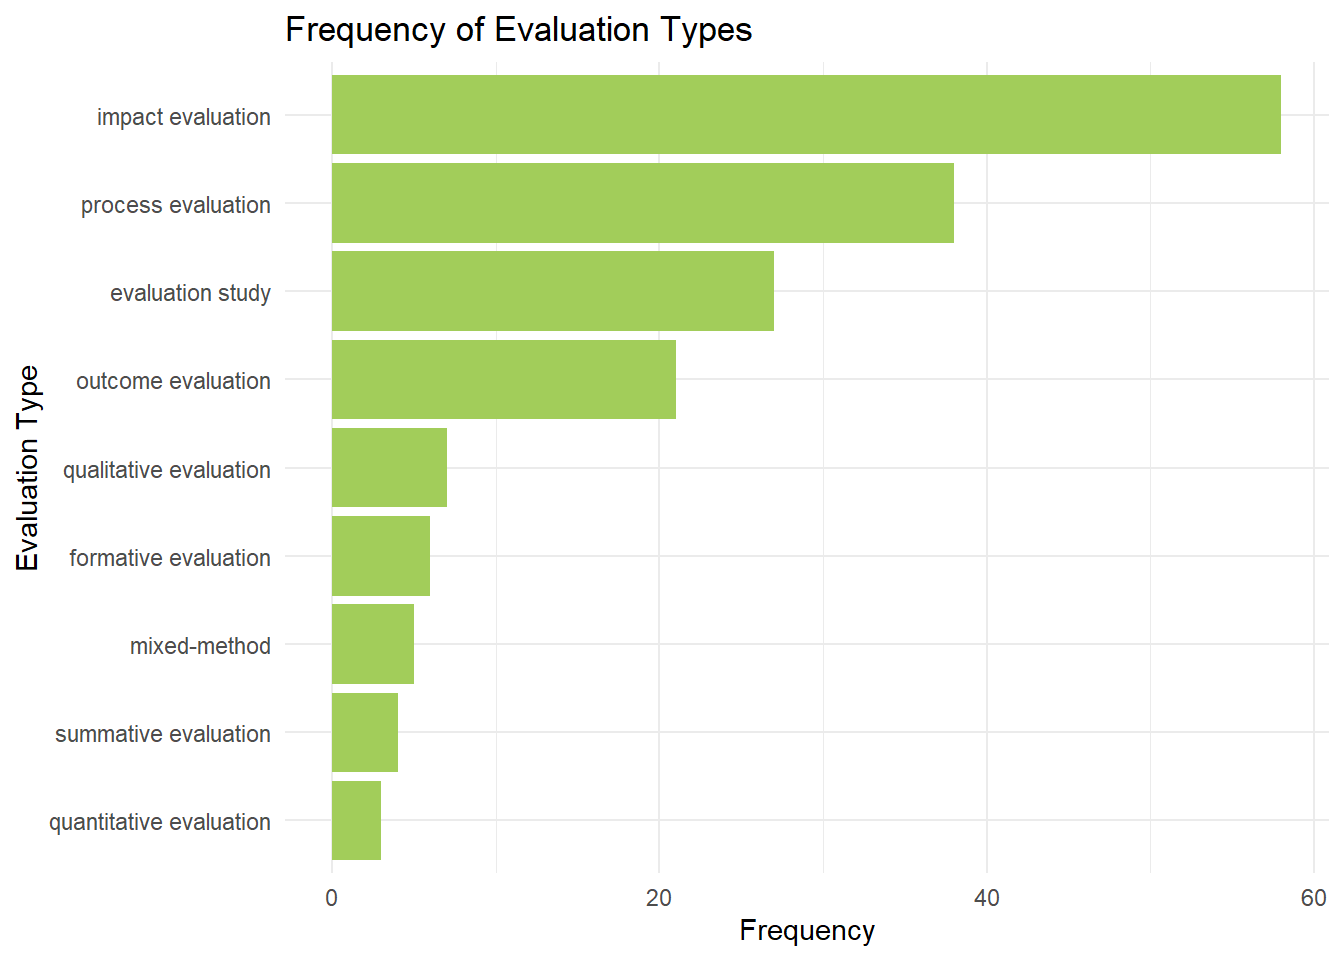 Frequency of Evaluation Types
Evaluation Type
impact evaluation
process evaluation
evaluation study
outcome evaluation
qualitative evaluation
formative evaluation
mixed-method
summative evaluation
quantitative evaluation
0 20 40 60
Frequency